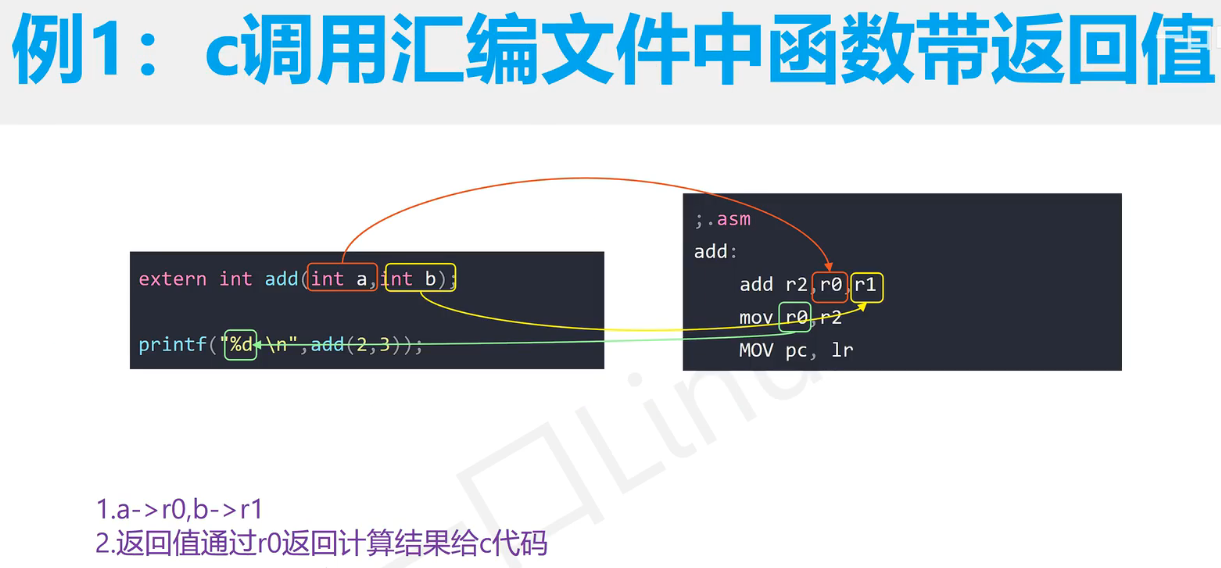 例1：c调用汇编文件中函数带返回值
extern int add(int a,int b);
printf("%d \n",add(2,3));
;.asm
add:
add r2,r0,r1
mov r0,r2
MOV pc, lr
1.a->r0,b->r1
2.返回值通过r0返回计算结果给c代码